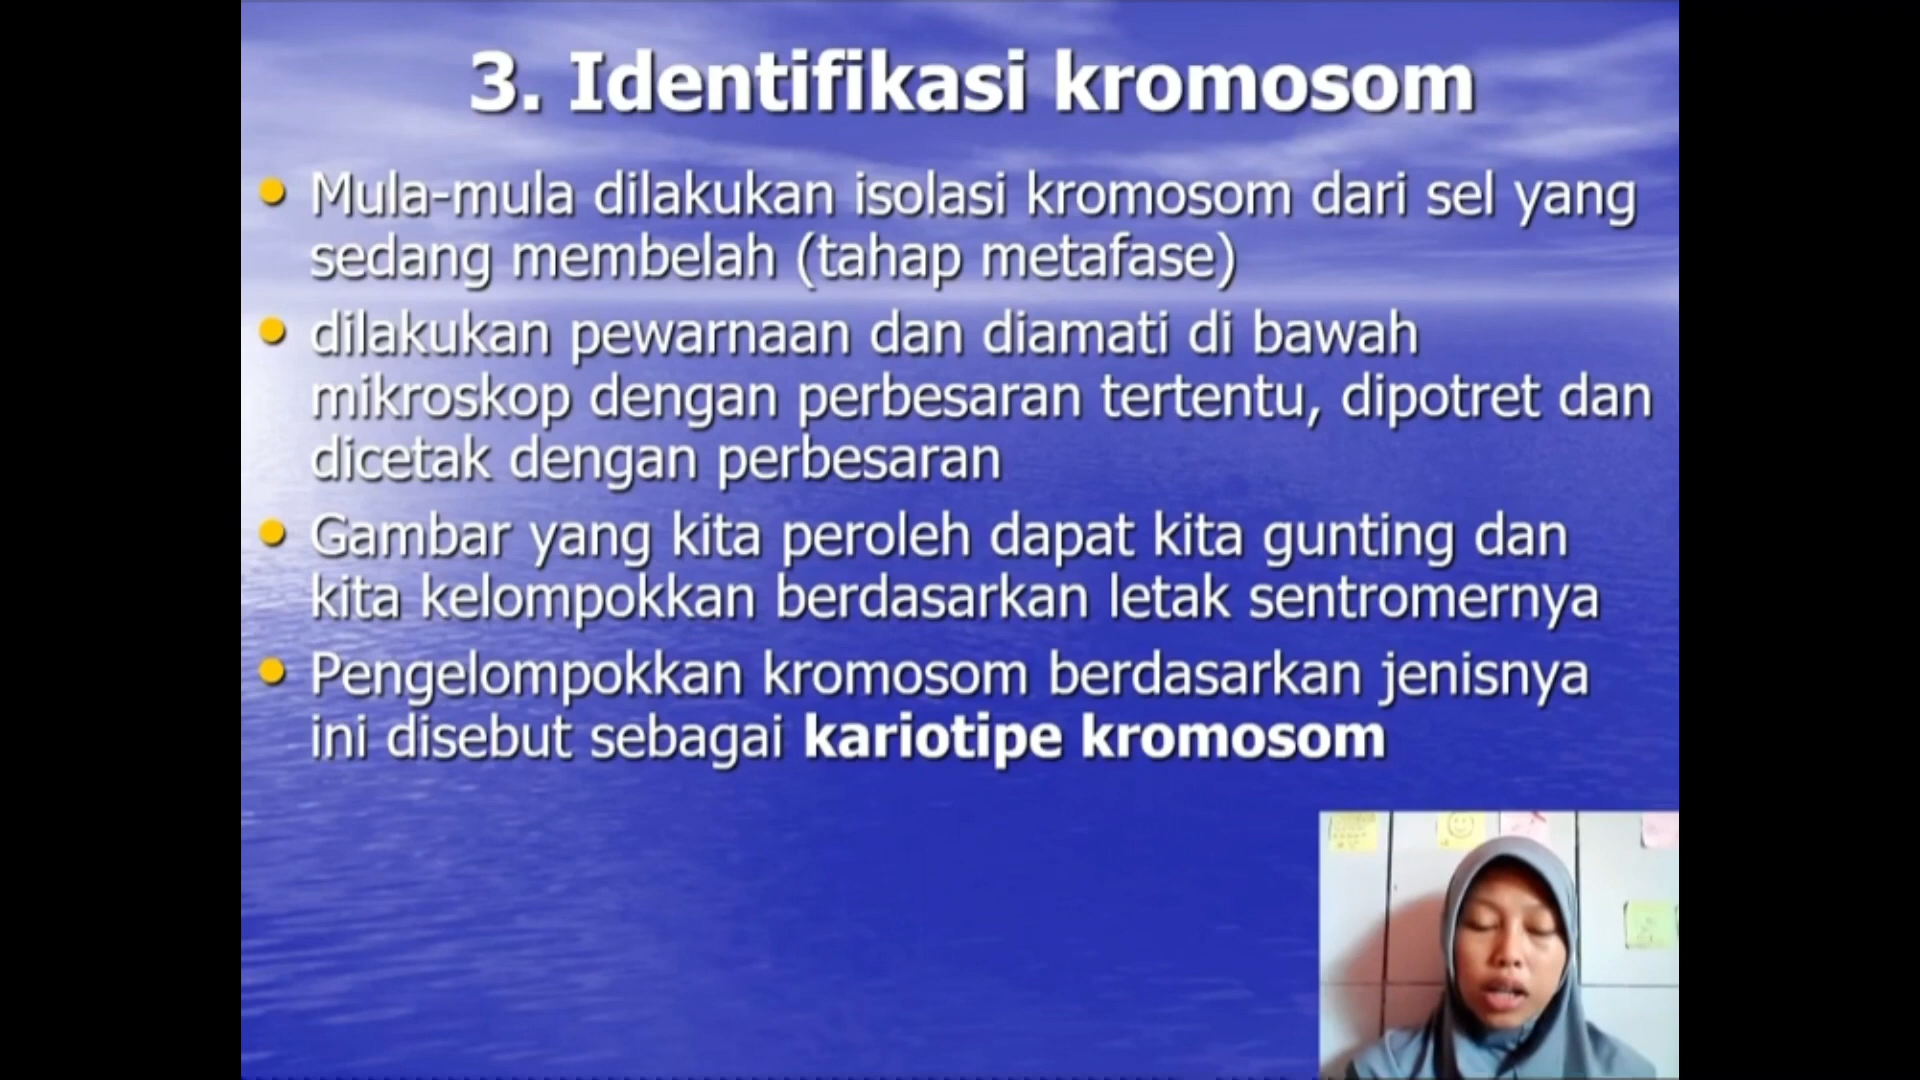 3. Identifikasi kromosom
• Mula-mula dilakukan isolasi kromosom dari sel yang
sedang membelah (tahap metafase)
• dilakukan pewarnaan dan diamati di bawah
mikroskop dengan perbesaran tertentu, dipotret dan
dicetak dengan perbesaran
• Gambar yang kita peroleh dapat kita gunting dan
kita kelompokkan berdasarkan letak sentromernya
• Pengelompokkan kromosom berdasarkan jenisnya
ini disebut sebagai kariotipe kromosom